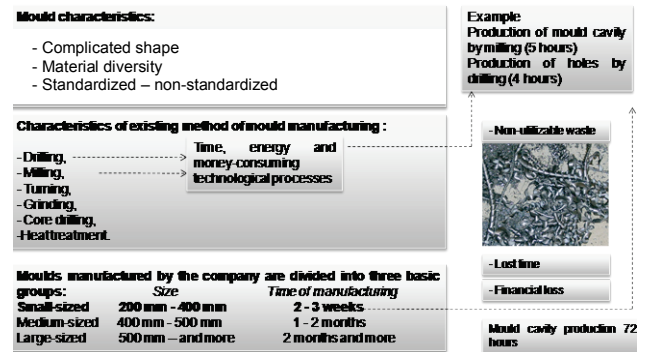 Mould characteristics:
- Complicated shape
- Material diversity
- Standardized – non-standardized
Characteristics of existing method of mould manufacturing :
- Drilling,
- Milling,
- Turning,
- Grinding,
- Core drilling,
-Heat treatment.
Time, energy and
money-consuming
technological processes
Moulds manufactured by the company are divided into three basic
groups: Size Time of manufacturing
Small-sized 200 mm - 400 mm 2 - 3 weeks
Medium-sized 400 mm - 500 mm 1 - 2 months
Large-sized 500 mm – and more 2 months and more
Example
Production of mould cavity
by milling (5 hours)
Production of holes by
drilling (4 hours)
- Non-utilizable waste
- Lost time
- Financial loss
Mould cavity production 72
hours